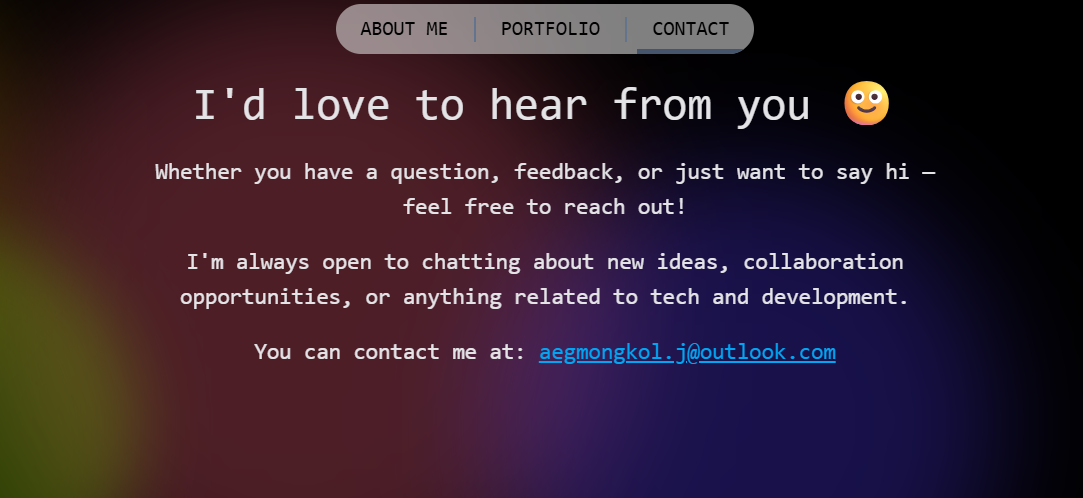 ABOUT ME | PORTFOLIO | CONTACT
I'd love to hear from you 🙂
Whether you have a question, feedback, or just want to say hi —
feel free to reach out!
I'm always open to chatting about new ideas, collaboration
opportunities, or anything related to tech and development.
You can contact me at: aegmongkol.j@outlook.com